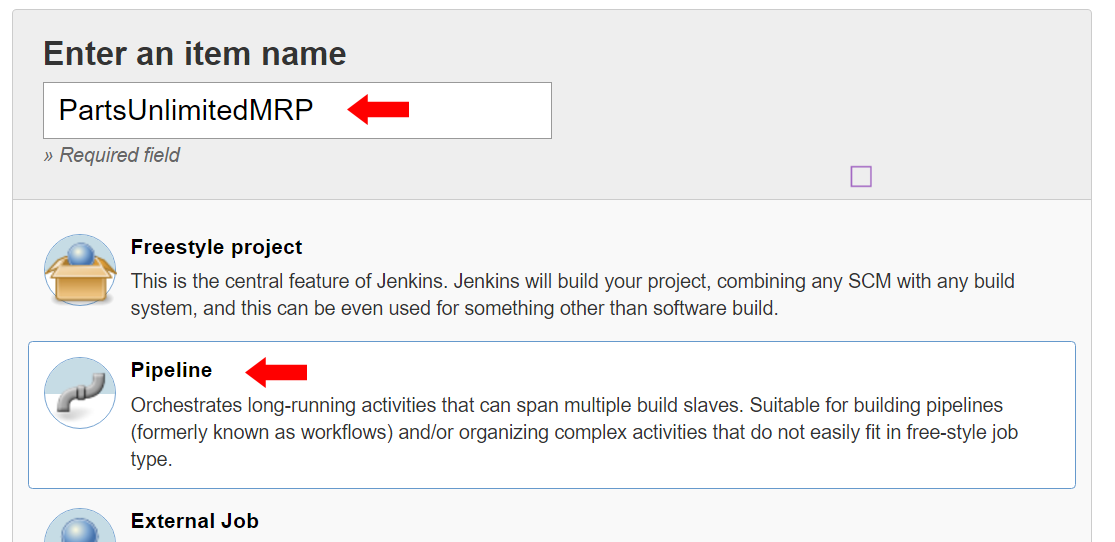 Enter an item name
PartsUnlimitedMRP
» Required field
Freestyle project
This is the central feature of Jenkins. Jenkins will build your project, combining any SCM with any build
system, and this can be even used for something other than software build.
Pipeline
Orchestrates long-running activities that can span multiple build slaves. Suitable for building pipelines
(formerly known as workflows) and/or organizing complex activities that do not easily fit in free-style job
type.
External Job